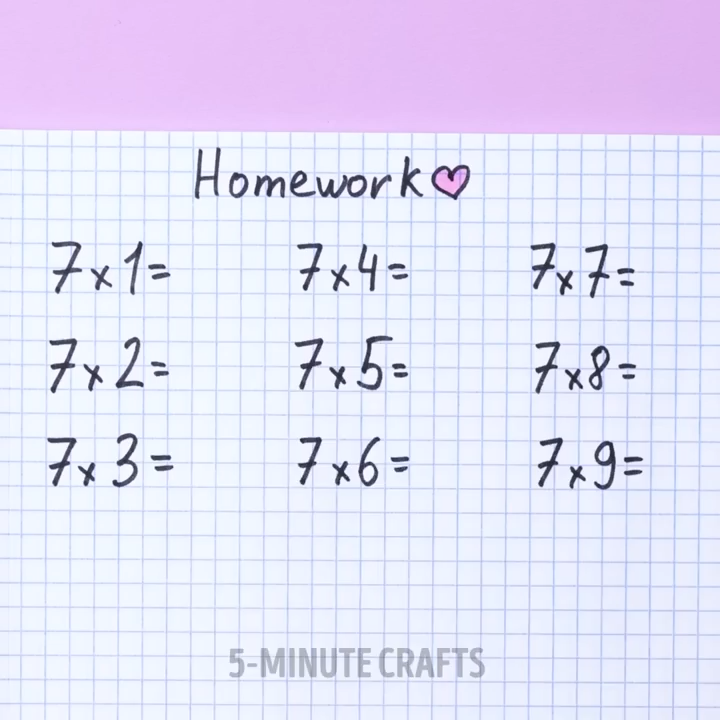 Homework
7x1= 7x4= 7x7=
7x2= 7x5= 7x8=
7x3= 7x6= 7x9=
5-MINUTE CRAFTS